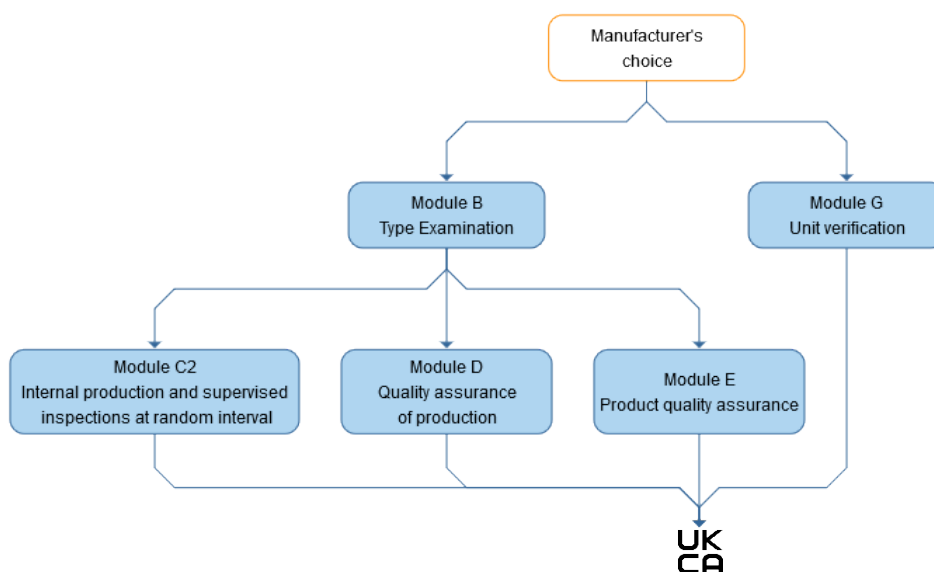 Manufacturer's
choice
Module B
Type Examination
Module G
Unit verification
Module C2
Internal production and supervised
inspections at random interval
Module D
Quality assurance
of production
Module E
Product quality assurance
UK
CA